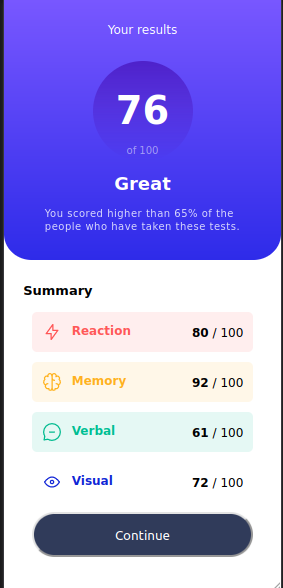 Your results
76
of 100
Great
You scored higher than 65% of the
people who have taken these tests.
Summary
Reaction 80 / 100
Memory 92 / 100
Verbal 61 / 100
Visual 72 / 100
Continue